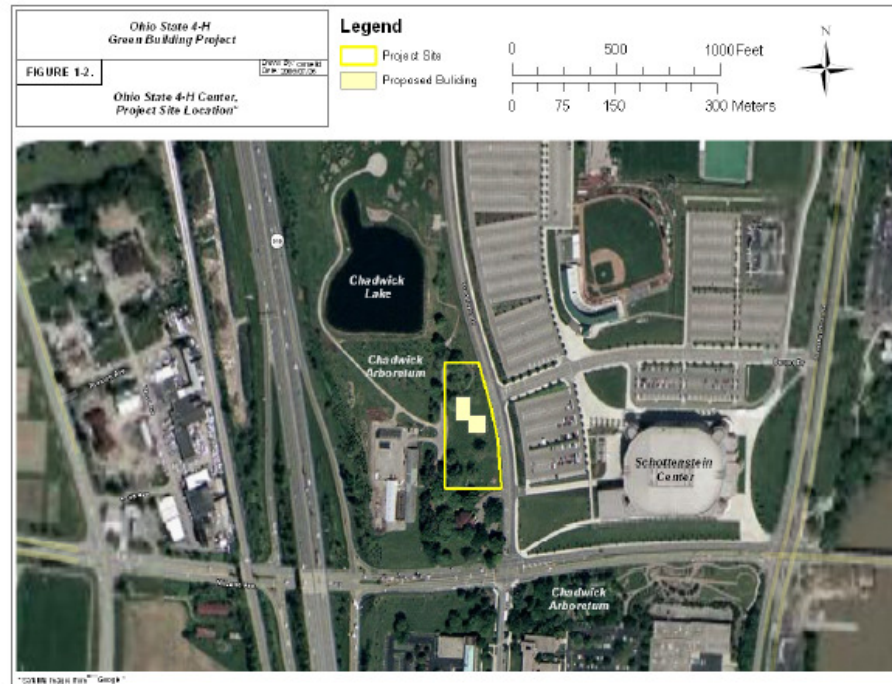 Ohio State 4-H
Green Building Project
FIGURE 1-2.
Ohio State 4-H Center,
Project Site Location*
Legend
Project Site
Proposed Building
0 500 1000 Feet
0 75 150 300 Meters
N
315
Chadwick
Lake
Chadwick
Arboretum
Schottenstein
Center
Chadwick
Arboretum